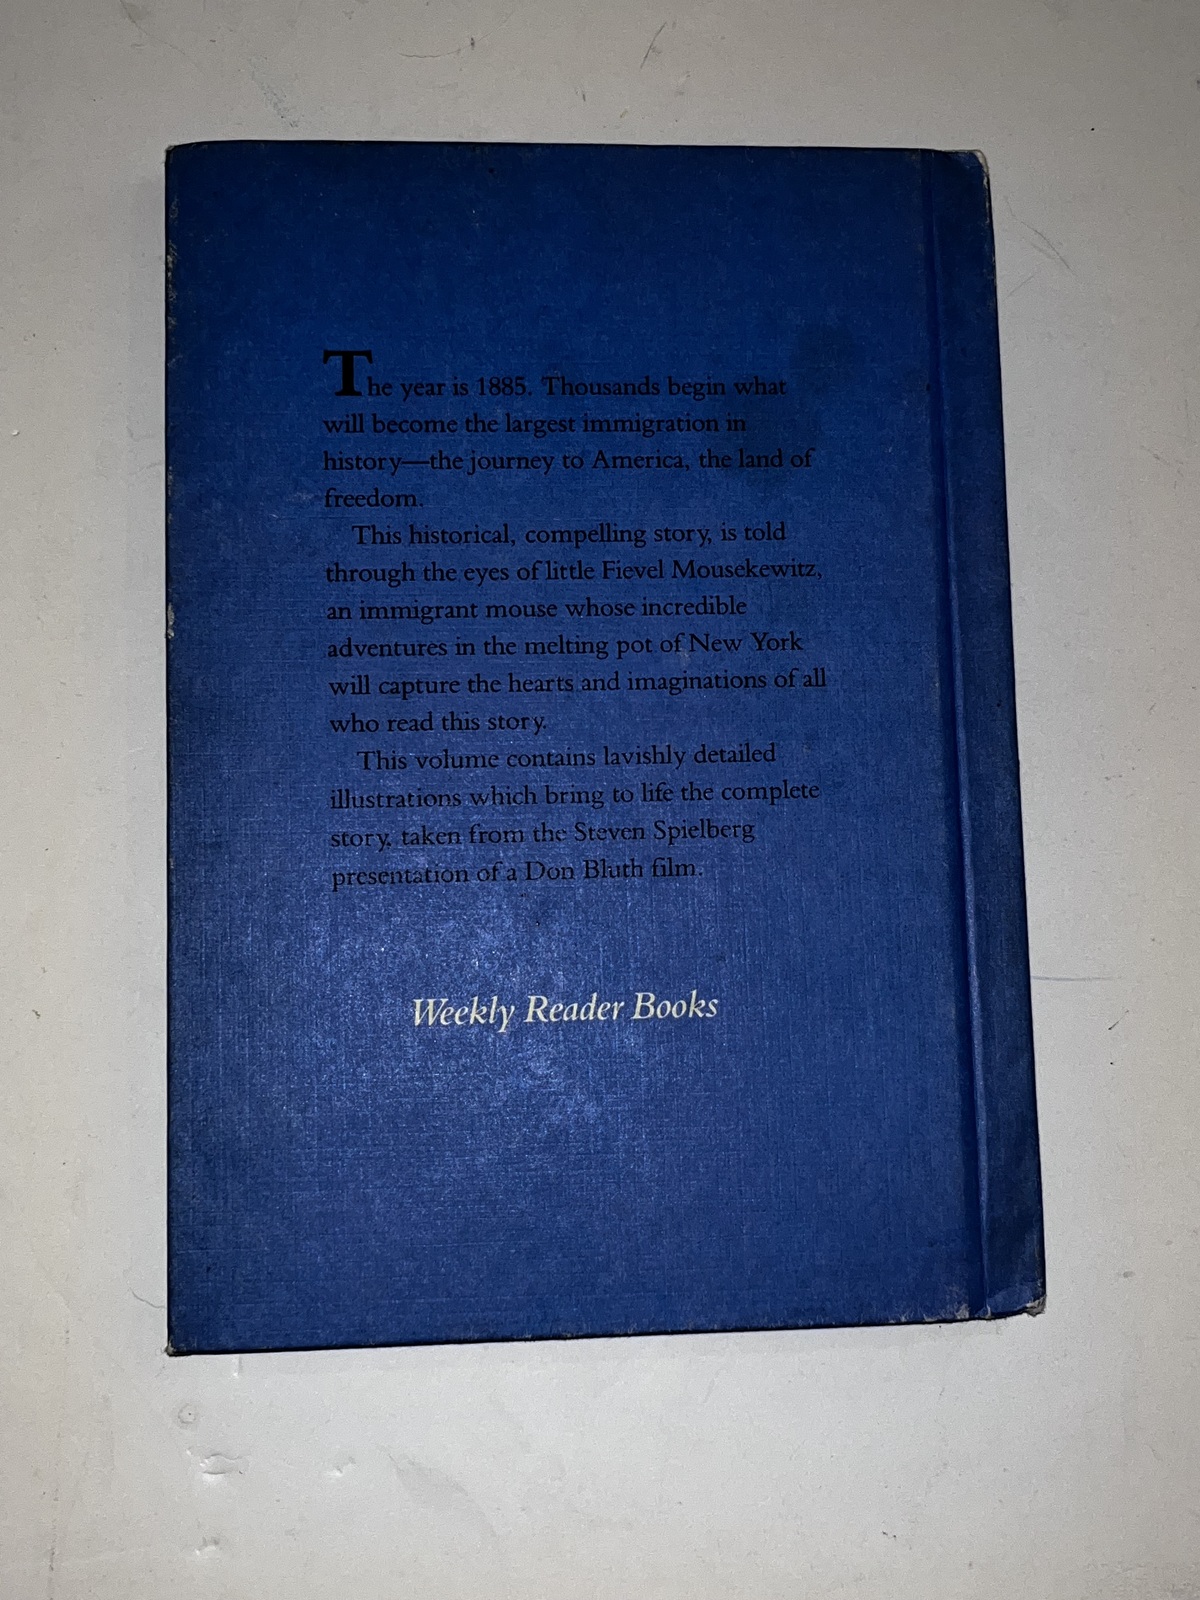 The year is 1885. Thousands begin what
will become the largest immigration in
history—the journey to America, the land of
freedom.
This historical, compelling story, is told
through the eyes of little Fievel Mousekewitz,
an immigrant mouse whose incredible
adventures in the melting pot of New York
will capture the hearts and imaginations of all
who read this story.
This volume contains lavishly detailed
illustrations which bring to life the complete
story, taken from the Steven Spielberg
presentation of a Don Bluth film.
Weekly Reader Books